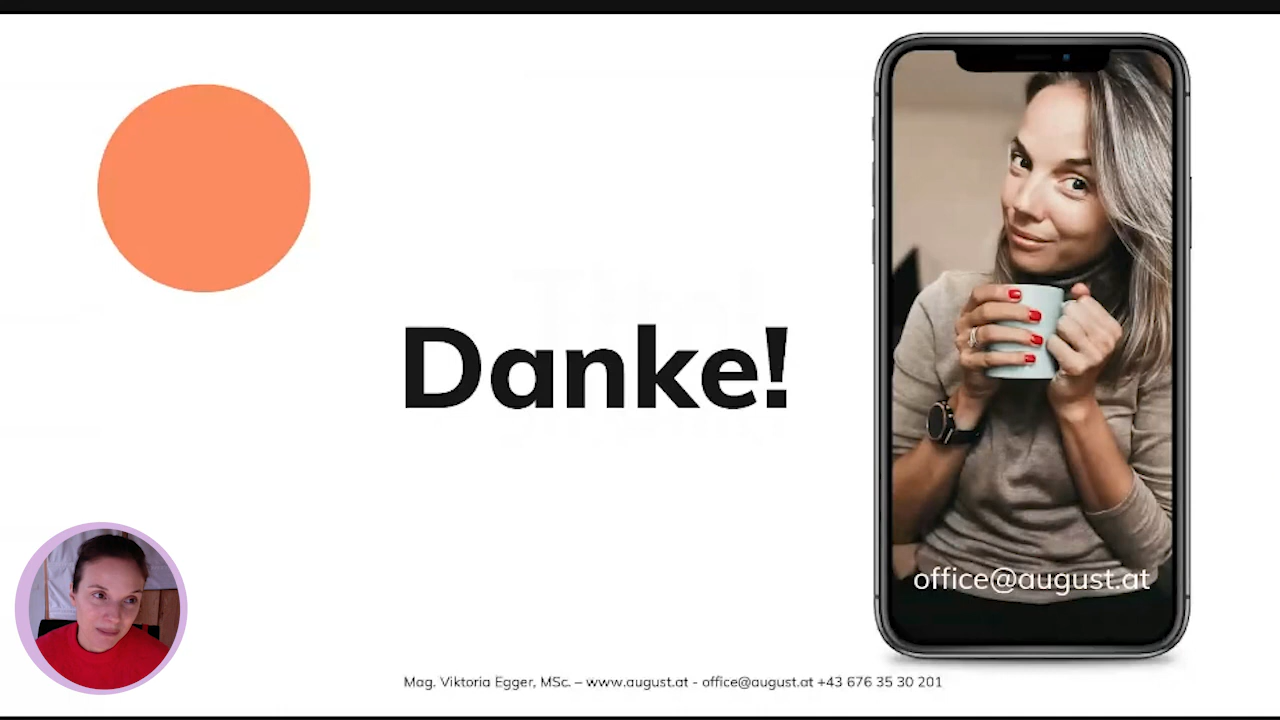 Danke!
office@august.at
Mag. Viktoria Egger, MSc. – www.august.at - office@august.at +43 676 35 30 201